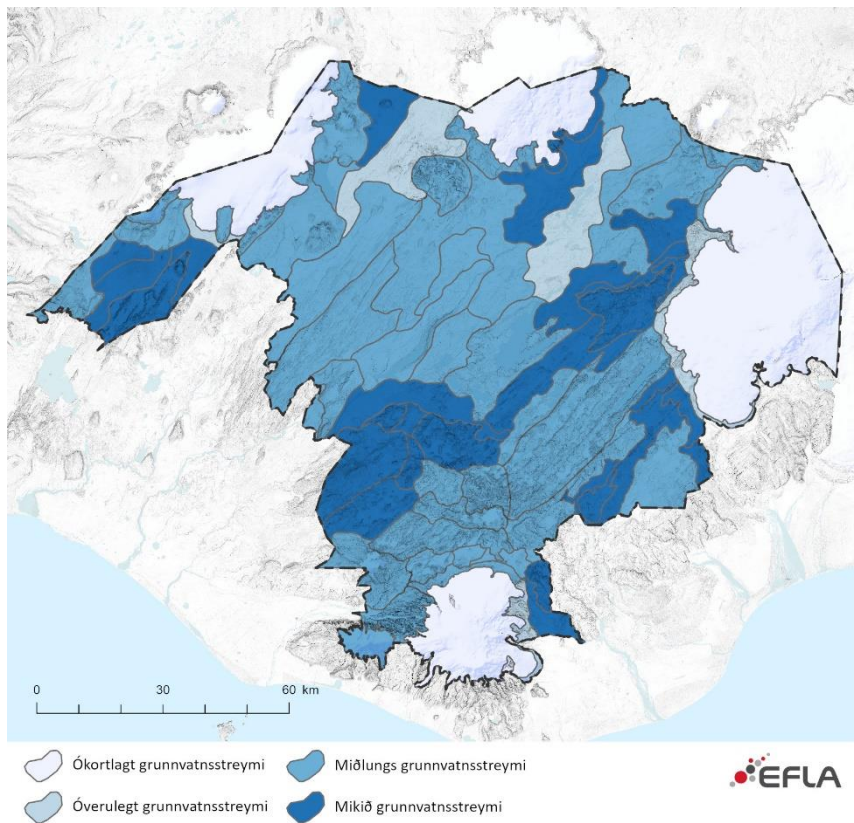 0 30 60 km
Ókortlagt grunnvatnsstreymi
Miðlungs grunnvatnsstreymi
Óverulegt grunnvatnsstreymi
Mikið grunnvatnsstreymi
EFLA